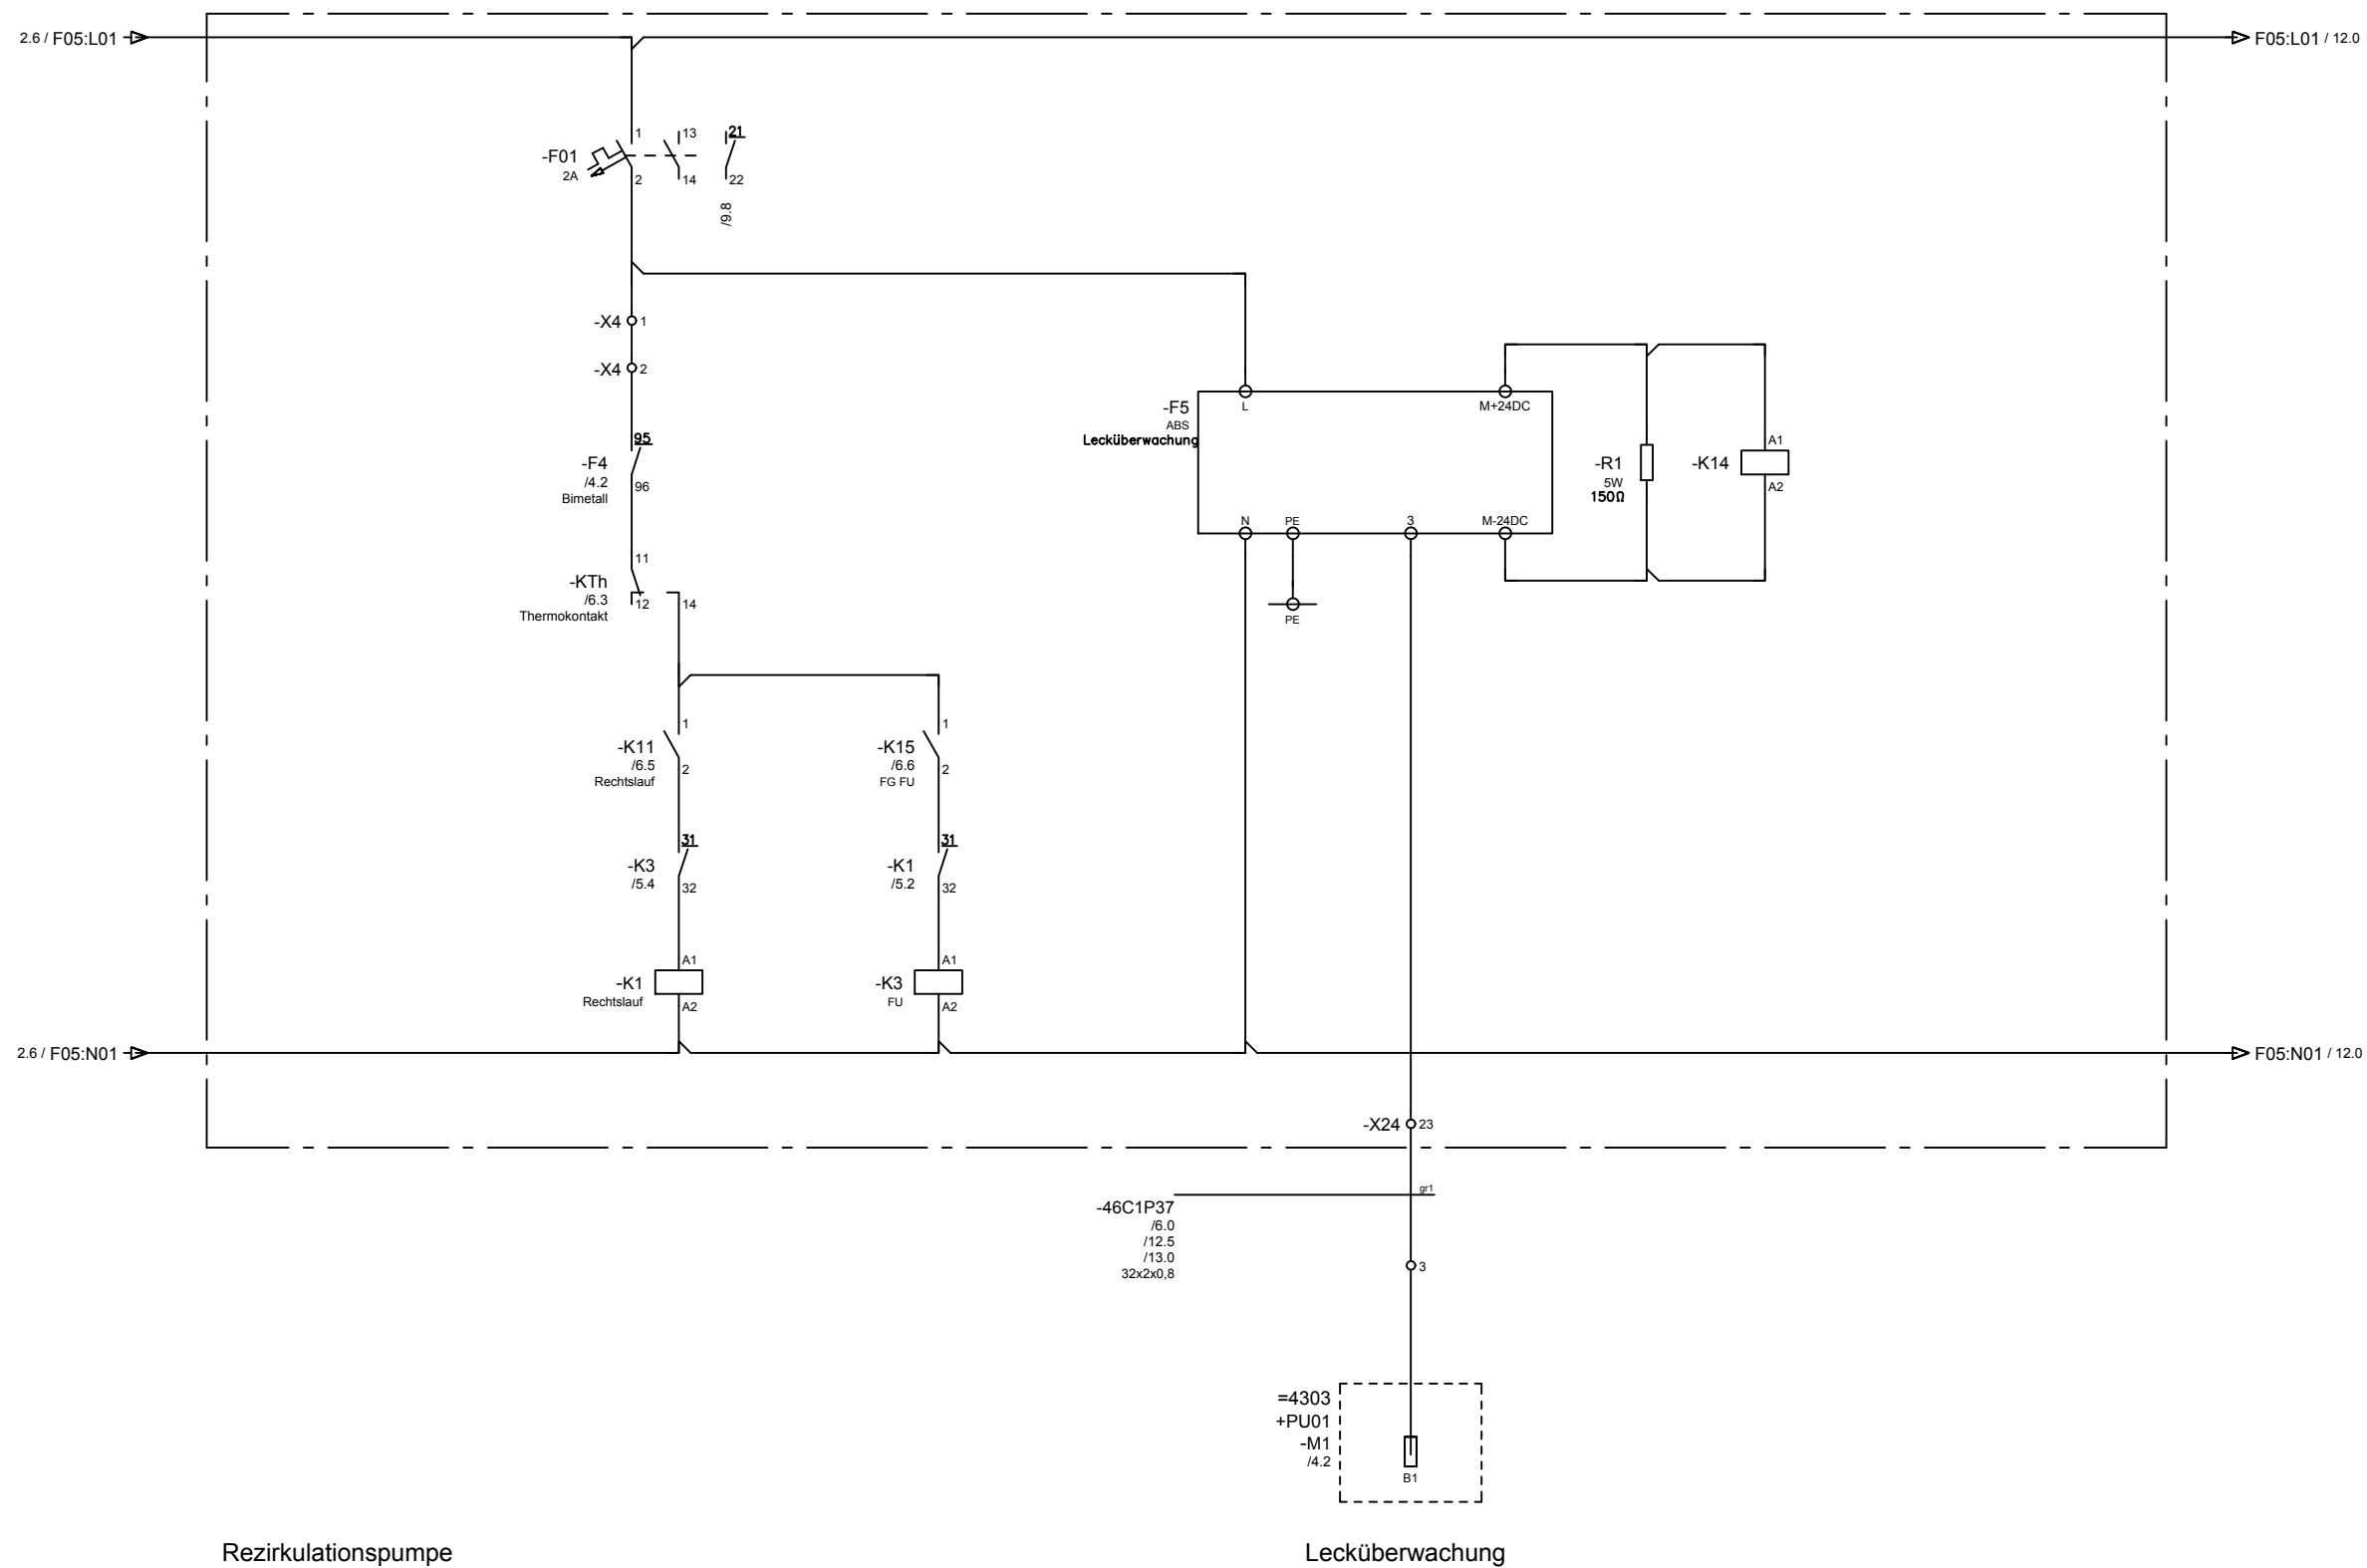 2.6 / F05:L01
F05:L01 / 12.0
1
13
21
-F01
2A
2
14
22
/9.8
-X4 1
-X4 2
L
M+24DC
-F5
ABS
Lecküberwachung
95
-F4
/4.2
Bimetall
96
A1
-R1
5W
150Ω
-K14
A2
N
PE
3
M-24DC
11
-KTh
/6.3
Thermokontakt
12
14
PE
1
-K11
/6.5
Rechtslauf
2
1
-K15
/6.6
FG FU
2
31
-K3
/5.4
32
31
-K1
/5.2
32
A1
-K1
Rechtslauf
A2
A1
-K3
FU
A2
2.6 / F05:N01
F05:N01 / 12.0
-X24 23
gr1
-46C1P37
/6.0
/12.5
/13.0
32x2x0,8
3
=4303
+PU01
-M1
/4.2
B1
Rezirkulationspumpe
Lecküberwachung